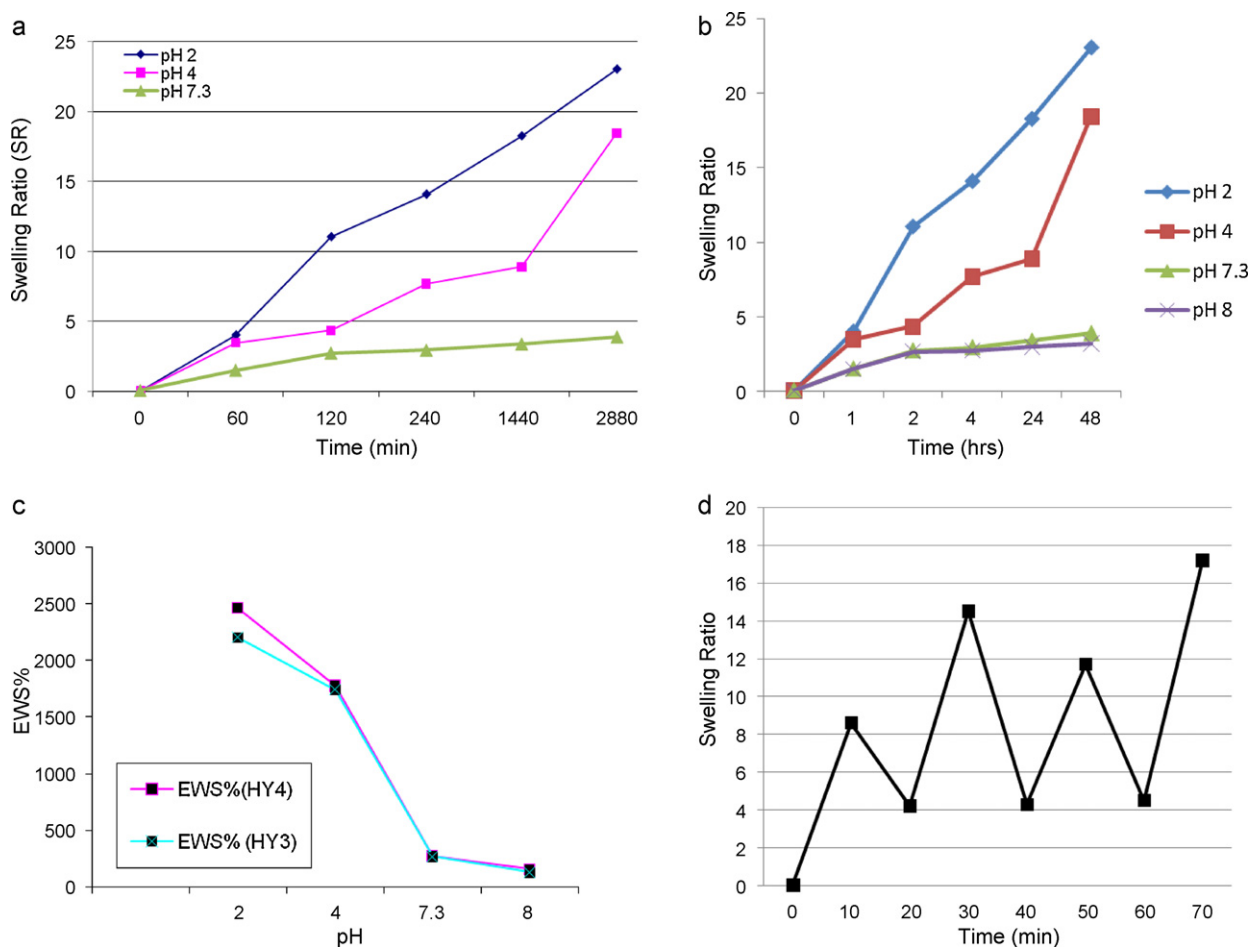 a
25
20
15
10
5
0
Swelling Ratio (SR)
pH 2
pH 4
pH 7.3
0 60 120 240 1440 2880
Time (min)
b
25
20
15
10
5
0
Swelling Ratio
0 1 2 4 24 48
Time (hrs)
pH 2
pH 4
pH 7.3
pH 8
c
3000
2500
2000
1500
1000
500
0
EWS%
EWS%(HY4)
EWS% (HY3)
2 4 7.3 8
pH
d
20
18
16
14
12
10
8
6
4
2
0
Swelling Ratio
0 10 20 30 40 50 60 70
Time (min)